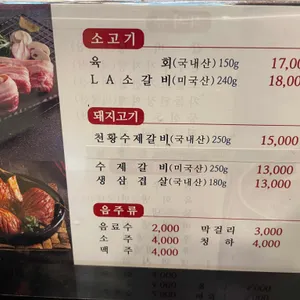 소고기
육 회(국내산) 150g 17,00
LA소갈비(미국산) 240g 18,00
돼지고기
천황수제갈비(국내산) 250g 15,000
수 제 갈 비(미국산) 250g 13,000
생 삼 겹 살(국내산) 180g 13,000
음주류
음료수 2,000 막걸리 3,000
소 주 4,000 청 하 4,000
맥 주 4,000